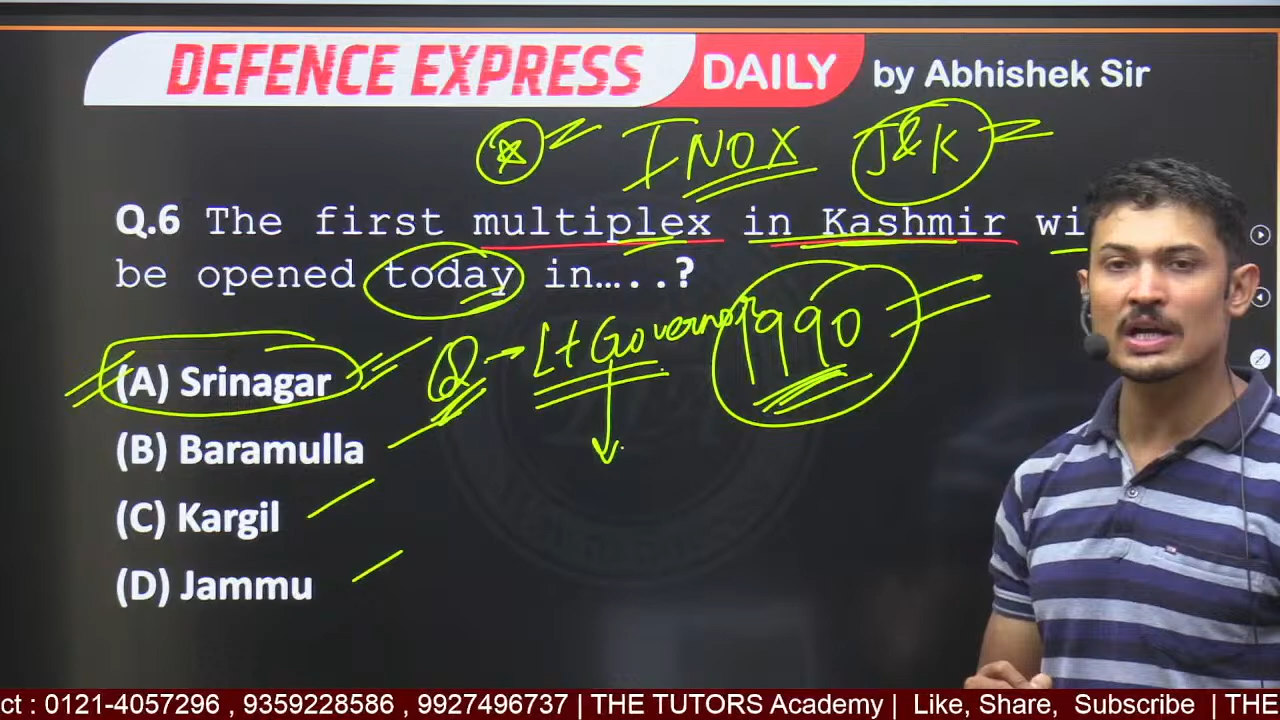 DEFENCE EXPRESS DAILY by Abhishek Sir
INOX J&K
Q.6 The first multiplex in Kashmir wi
be opened today in…..?
1990
Q → Lt Governor
(A) Srinagar
(B) Baramulla
(C) Kargil
(D) Jammu
ct : 0121-4057296 , 9359228586 , 9927496737 | THE TUTORS Academy | Like, Share, Subscribe | THE